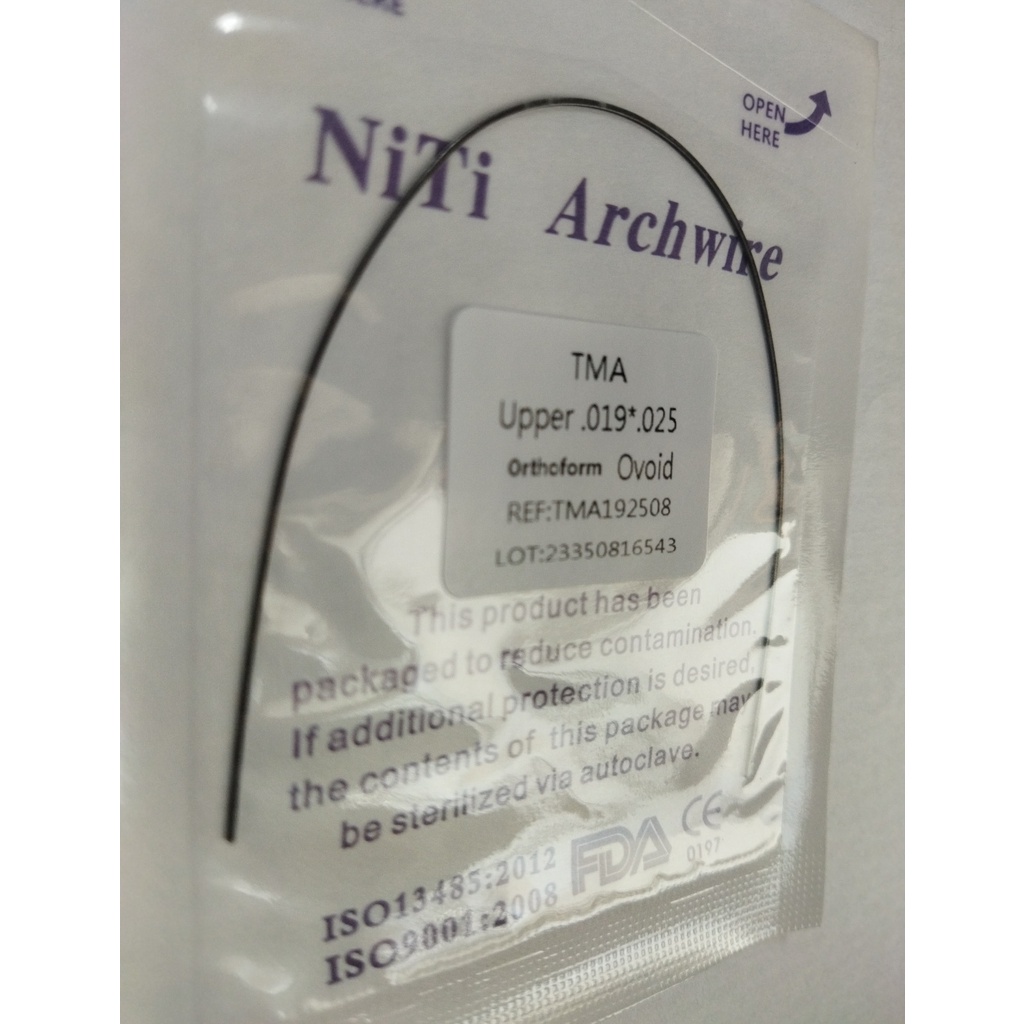 OPEN
HERE
NiTi Archwire
TMA
Upper .019*.025
Orthoform Ovoid
REF:TMA192508
LOT:23350816543
This product has been
packaged to reduce contamination.
If additional protection is desired,
the contents of this package may
be sterilized via autoclave.
ISO13485:2012
ISO9001:2008
FDA
CE
0197